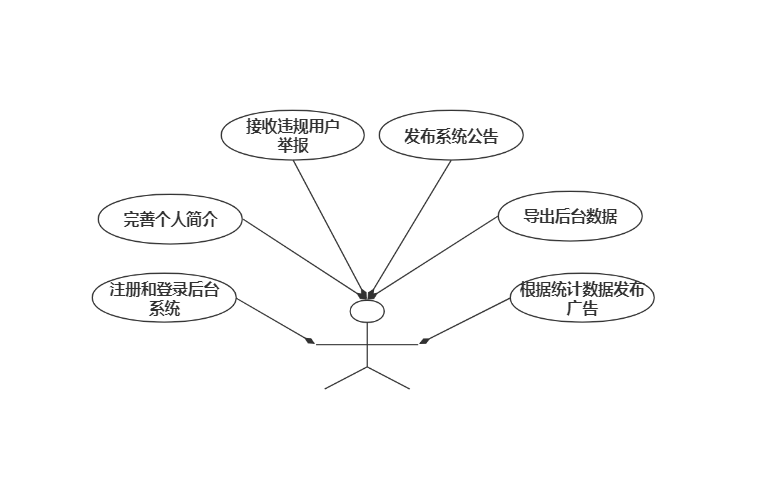 接收违规用户
举报
发布系统公告
完善个人简介
导出后台数据
注册和登录后台
系统
根据统计数据发布
广告